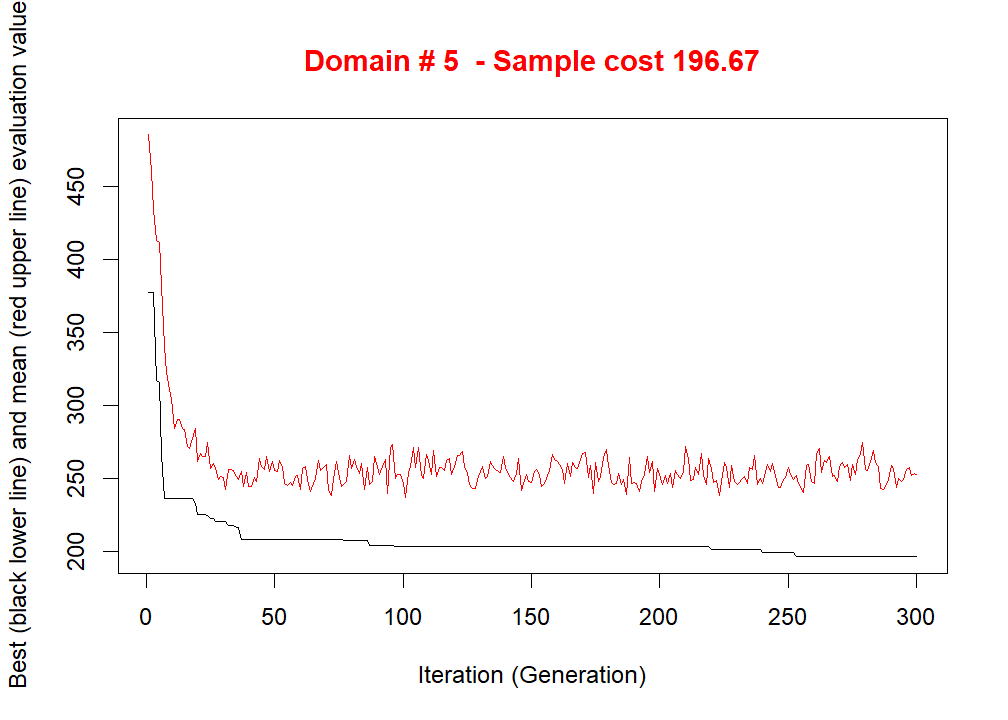 Domain # 5  - Sample cost 196.67
Best (black lower line) and mean (red upper line) evaluation value
450
400
350
300
250
200
0 50 100 150 200 250 300
Iteration (Generation)